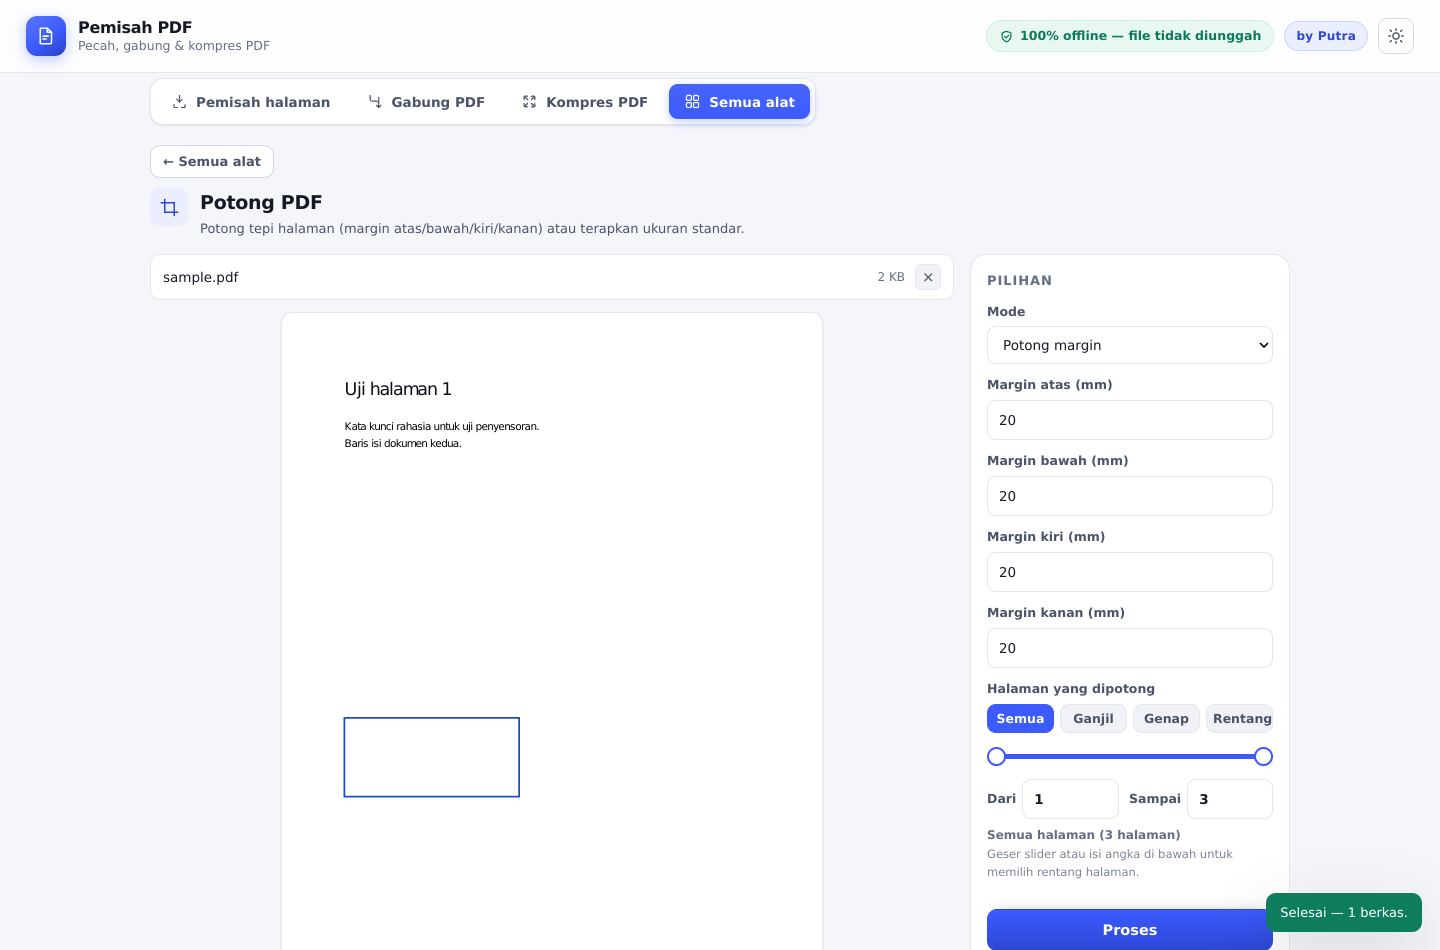 Pemisah PDF
Pecah, gabung & kompres PDF
100% offline — file tidak diunggah
by Putra
Pemisah halaman
Gabung PDF
Kompres PDF
Semua alat
← Semua alat
Potong PDF
Potong tepi halaman (margin atas/bawah/kiri/kanan) atau terapkan ukuran standar.
sample.pdf
2 KB
Uji halaman 1
Kata kunci rahasia untuk uji penyensoran.
Baris isi dokumen kedua.
PILIHAN
Mode
Potong margin
Margin atas (mm)
20
Margin bawah (mm)
20
Margin kiri (mm)
20
Margin kanan (mm)
20
Halaman yang dipotong
Semua
Ganjil
Genap
Rentang
Dari 1 Sampai 3
Semua halaman (3 halaman)
Geser slider atau isi angka di bawah untuk
memilih rentang halaman.
Proses
Selesai — 1 berkas.